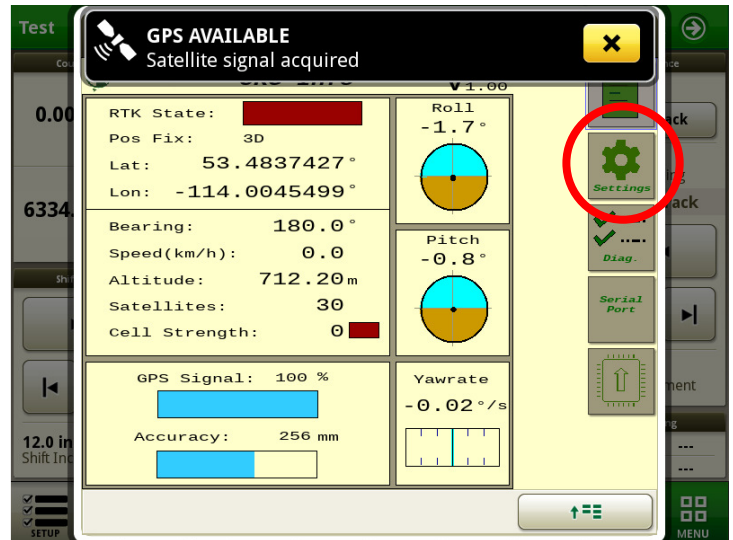 Test
GPS AVAILABLE
Satellite signal acquired
V1.00
0.00
RTK State:
Pos Fix: 3D
Lat: 53.4837427°
Lon: -114.0045499°
Roll
-1.7°
Settings
6334.
Bearing: 180.0°
Speed(km/h): 0.0
Altitude: 712.20m
Satellites: 30
Cell Strength: 0
Pitch
-0.8°
Diag.
Serial
Port
GPS Signal: 100 %
Accuracy: 256 mm
Yawrate
-0.02°/s
12.0 in
Shift Inc
---
---
SETUP
MENU